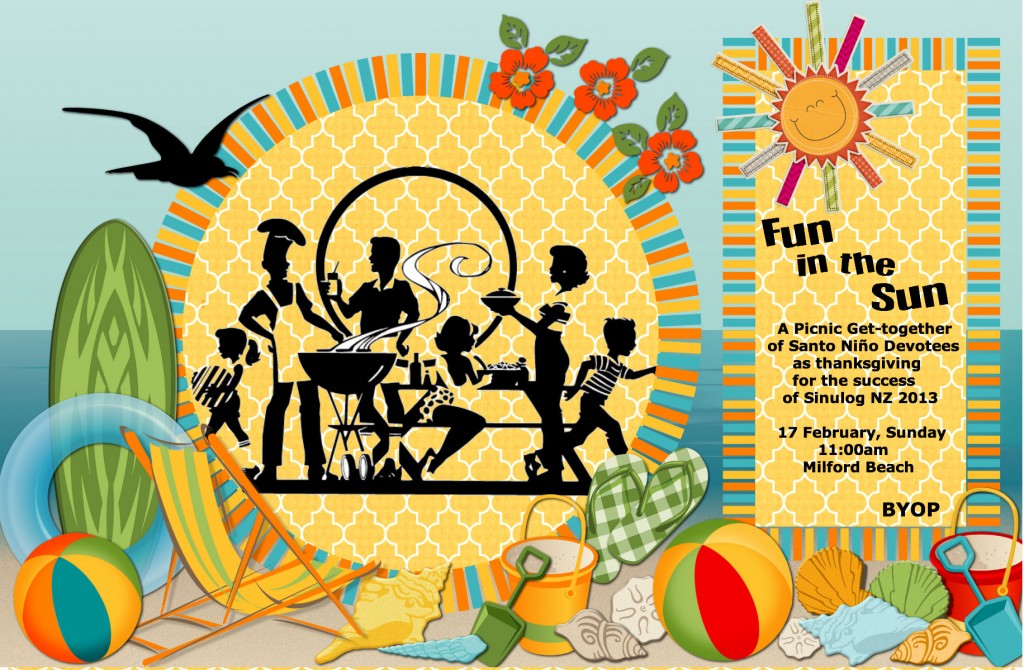 Fun
in the
Sun
A Picnic Get-together
of Santo Niño Devotees
as thanksgiving
for the success
of Sinulog NZ 2013
17 February, Sunday
11:00am
Milford Beach
BYOP